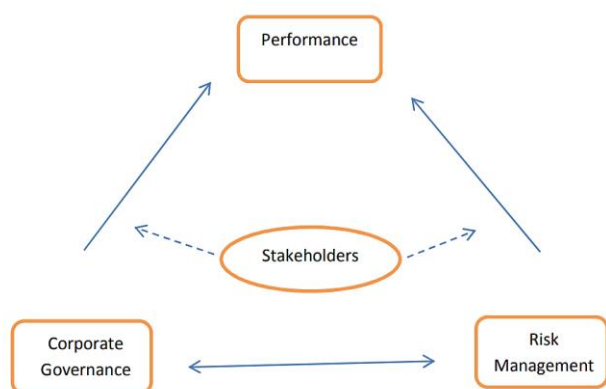 Performance
Stakeholders
Corporate
Governance
Risk
Management